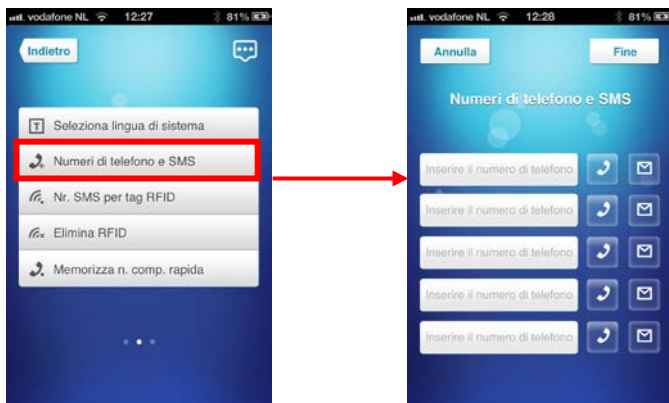 vodafone NL 12:27 81%
Indietro
Seleziona lingua di sistema
Numeri di telefono e SMS
Nr. SMS per tag RFID
Elimina RFID
Memorizza n. comp. rapida
vodafone NL 12:28 81%
Annulla Fine
Numeri di telefono e SMS
Inserire il numero di telefono
Inserire il numero di telefono
Inserire il numero di telefono
Inserire il numero di telefono
Inserire il numero di telefono